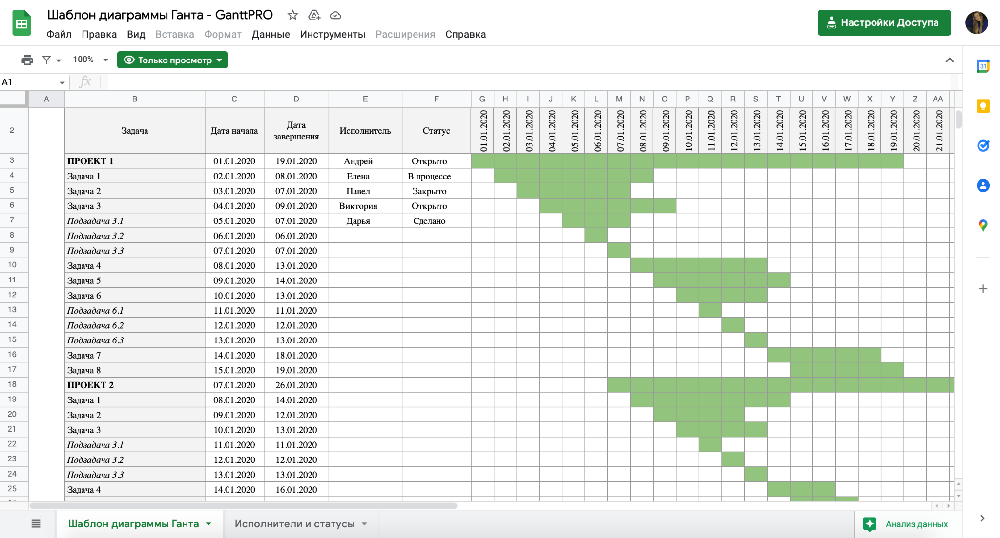 Шаблон диаграммы Ганта - GanttPRO
Файл Правка Вид Вставка Формат Данные Инструменты Расширения Справка
Настройки Доступа
100% Только просмотр
31
A1 fx
A B C D E F G H I J K L M N O P Q R S T U V W X Y Z AA
2 Задача Дата начала Дата завершения Исполнитель Статус 01.01.2020 02.01.2020 03.01.2020 04.01.2020 05.01.2020 06.01.2020 07.01.2020 08.01.2020 09.01.2020 10.01.2020 11.01.2020 12.01.2020 13.01.2020 14.01.2020 15.01.2020 16.01.2020 17.01.2020 18.01.2020 19.01.2020 20.01.2020 21.01.2020
3 ПРОЕКТ 1 01.01.2020 19.01.2020 Андрей Открыто
4 Задача 1 02.01.2020 08.01.2020 Елена В процессе
5 Задача 2 03.01.2020 07.01.2020 Павел Закрыто
6 Задача 3 04.01.2020 09.01.2020 Виктория Открыто
7 Подзадача 3.1 05.01.2020 07.01.2020 Дарья Сделано
8 Подзадача 3.2 06.01.2020 06.01.2020
9 Подзадача 3.3 07.01.2020 07.01.2020
10 Задача 4 08.01.2020 13.01.2020
11 Задача 5 09.01.2020 14.01.2020
12 Задача 6 10.01.2020 13.01.2020
13 Подзадача 6.1 11.01.2020 11.01.2020
14 Подзадача 6.2 12.01.2020 12.01.2020
15 Подзадача 6.3 13.01.2020 13.01.2020
16 Задача 7 14.01.2020 18.01.2020
17 Задача 8 15.01.2020 19.01.2020
18 ПРОЕКТ 2 07.01.2020 26.01.2020
19 Задача 1 08.01.2020 14.01.2020
20 Задача 2 09.01.2020 12.01.2020
21 Задача 3 10.01.2020 13.01.2020
22 Подзадача 3.1 11.01.2020 11.01.2020
23 Подзадача 3.2 12.01.2020 12.01.2020
24 Подзадача 3.3 13.01.2020 13.01.2020
25 Задача 4 14.01.2020 16.01.2020
Шаблон диаграммы Ганта Исполнители и статусы Анализ данных